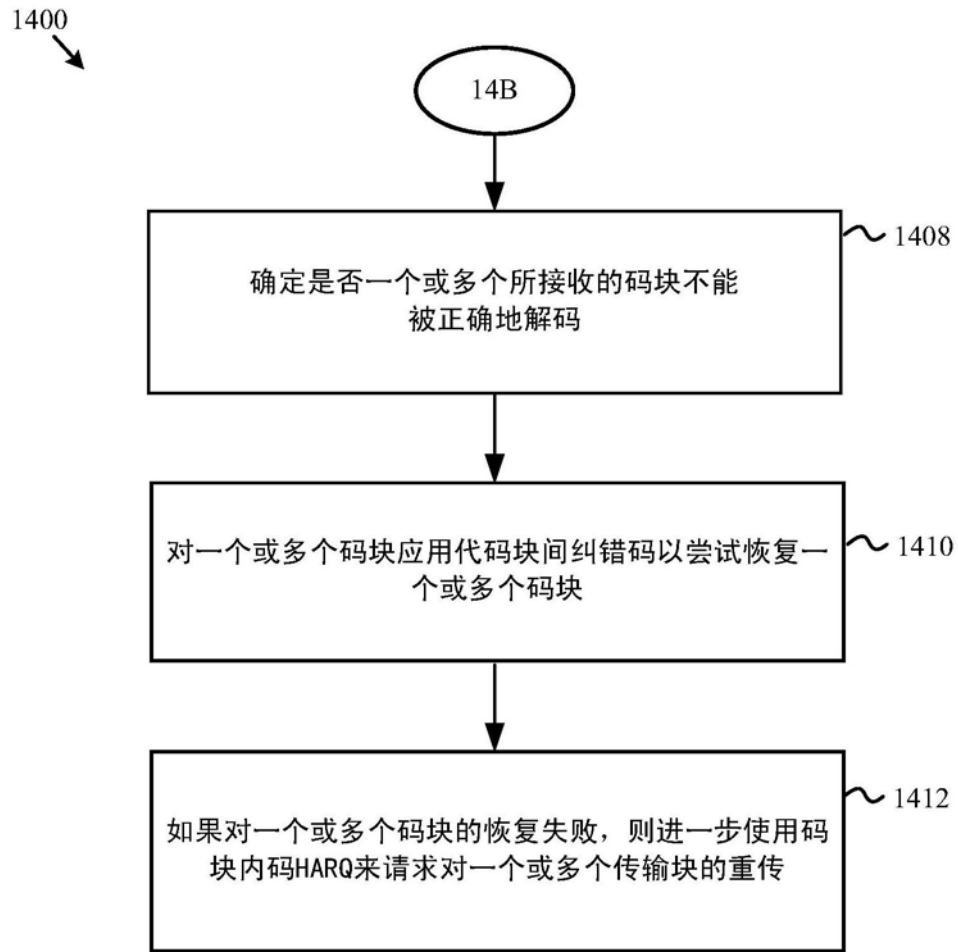 1400
14B
1408
确定是否一个或多个所接收的码块不能
被正确地解码
对一个或多个码块应用代码块间纠错码以尝试恢复一
个或多个码块
1410
1412
如果对一个或多个码块的恢复失败，则进一步使用码
块内码HARQ来请求对一个或多个传输块的重传